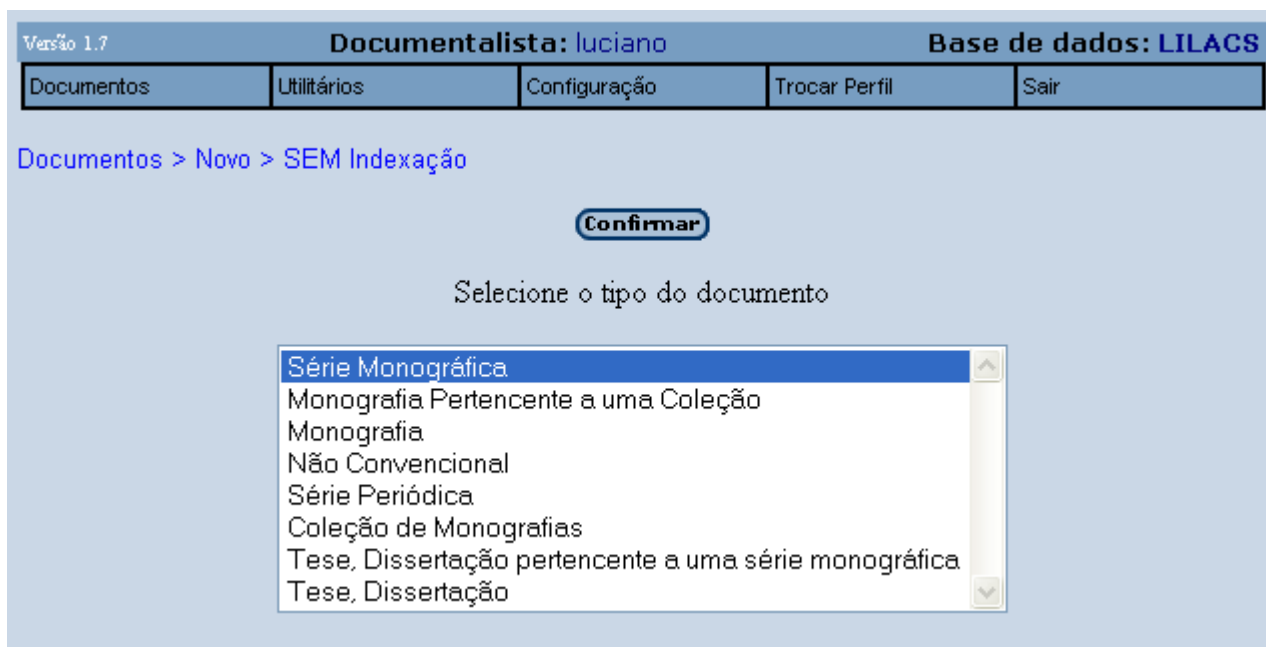 Versão 1.7 Documentalista: luciano Base de dados: LILACS
Documentos Utilitários Configuração Trocar Perfil Sair
Documentos > Novo > SEM Indexação
Confirmar
Selecione o tipo do documento
Série Monográfica
Monografia Pertencente a uma Coleção
Monografia
Não Convencional
Série Periódica
Coleção de Monografias
Tese, Dissertação pertencente a uma série monográfica
Tese, Dissertação